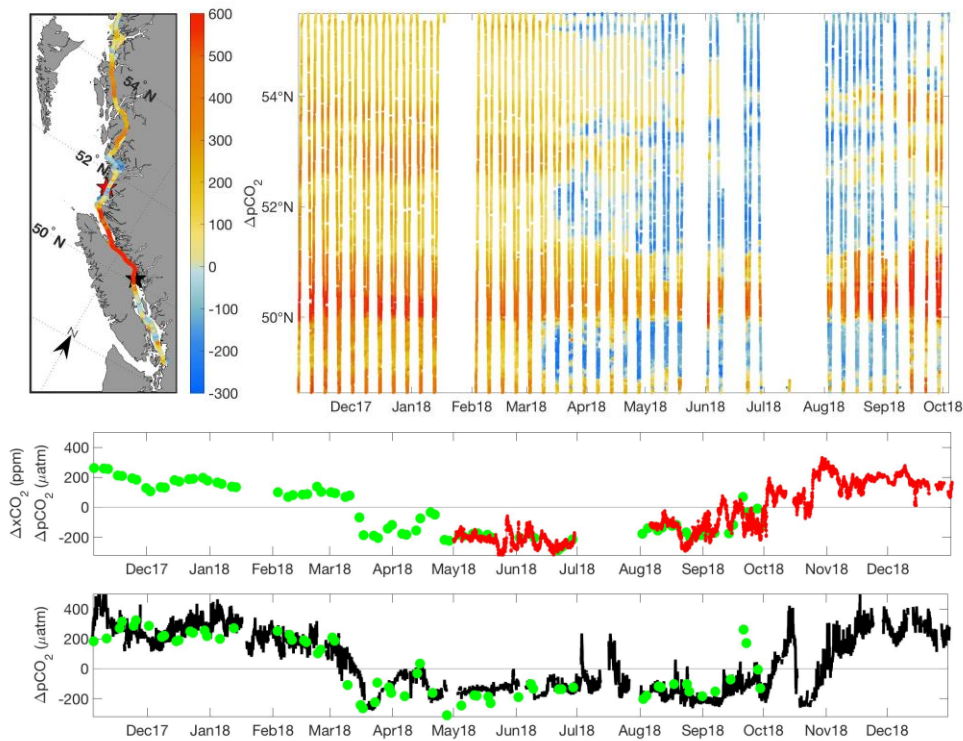 600
500
400
300
200
100
0
-100
-200
-300
ΔpCO2
54°N
52°N
50°N
N
54°N
52°N
50°N
Dec17 Jan18 Feb18 Mar18 Apr18 May18 Jun18 Jul18 Aug18 Sep18 Oct18
ΔxCO2 (ppm)
ΔpCO2 (μatm)
400
200
0
-200
Dec17 Jan18 Feb18 Mar18 Apr18 May18 Jun18 Jul18 Aug18 Sep18 Oct18 Nov18 Dec18
ΔpCO2 (μatm)
400
200
0
-200
Dec17 Jan18 Feb18 Mar18 Apr18 May18 Jun18 Jul18 Aug18 Sep18 Oct18 Nov18 Dec18